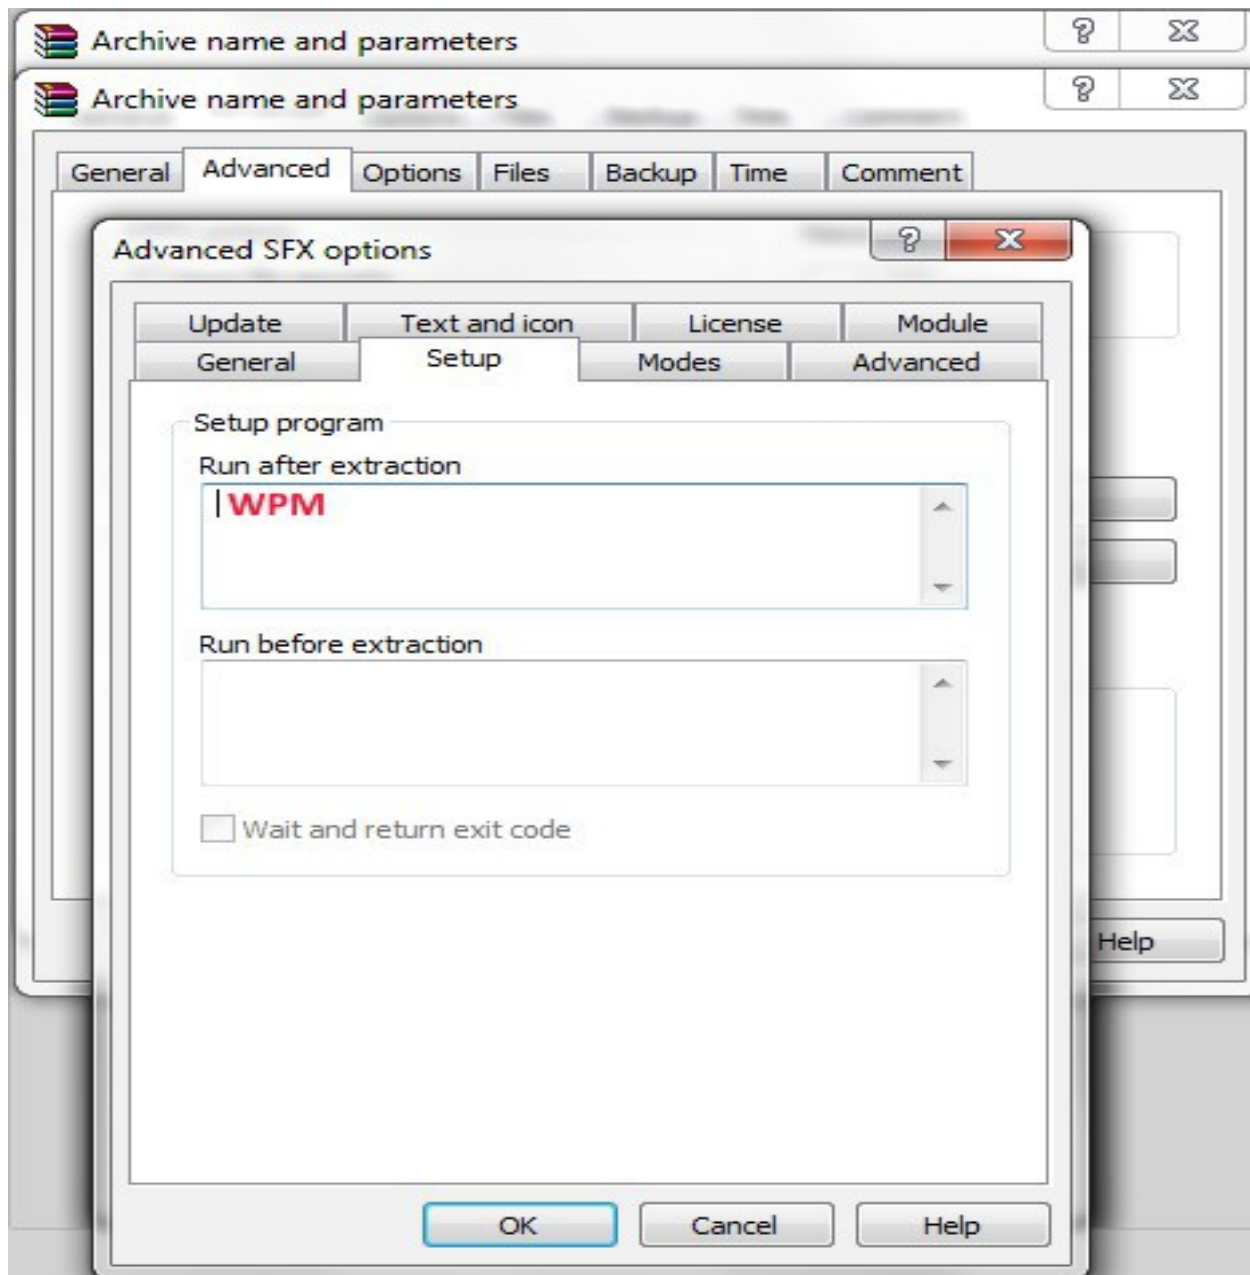 Archive name and parameters
Archive name and parameters
General Advanced Options Files Backup Time Comment
Advanced SFX options
Update Text and icon License Module
General Setup Modes Advanced
Setup program
Run after extraction
WPM
Run before extraction
Wait and return exit code
Help
OK Cancel Help